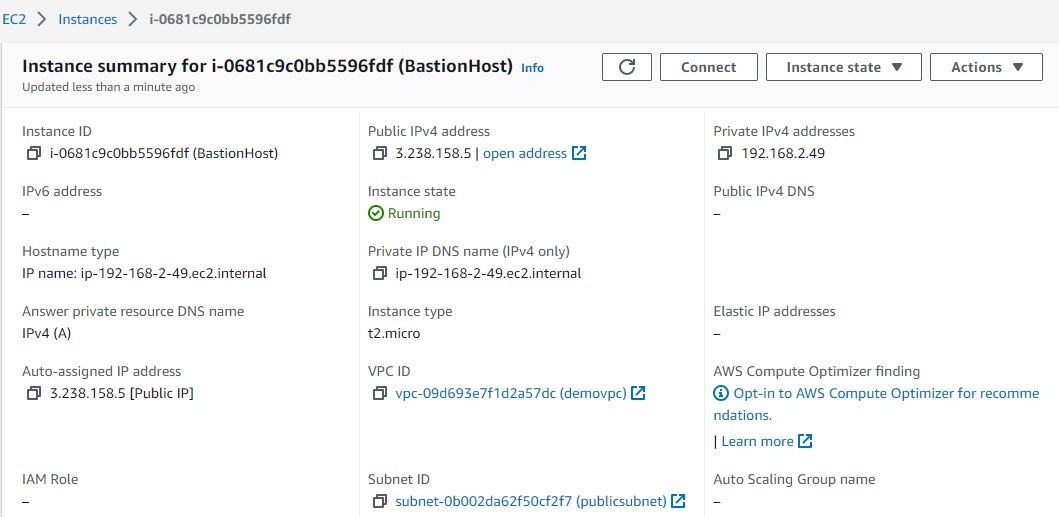 EC2 > Instances > i-0681c9c0bb5596fdf
Instance summary for i-0681c9c0bb5596fdf (BastionHost) Info
Updated less than a minute ago
Connect
Instance state
Actions
Instance ID
i-0681c9c0bb5596fdf (BastionHost)
Public IPv4 address
3.238.158.5 | open address
Private IPv4 addresses
192.168.2.49
IPv6 address
–
Instance state
Running
Public IPv4 DNS
–
Hostname type
IP name: ip-192-168-2-49.ec2.internal
Private IP DNS name (IPv4 only)
ip-192-168-2-49.ec2.internal
Answer private resource DNS name
IPv4 (A)
Instance type
t2.micro
Elastic IP addresses
–
Auto-assigned IP address
3.238.158.5 [Public IP]
VPC ID
vpc-09d693e7f1d2a57dc (demovpc)
AWS Compute Optimizer finding
Opt-in to AWS Compute Optimizer for recomme
ndations.
| Learn more
IAM Role
–
Subnet ID
subnet-0b002da62f50cf2f7 (publicsubnet)
Auto Scaling Group name
–